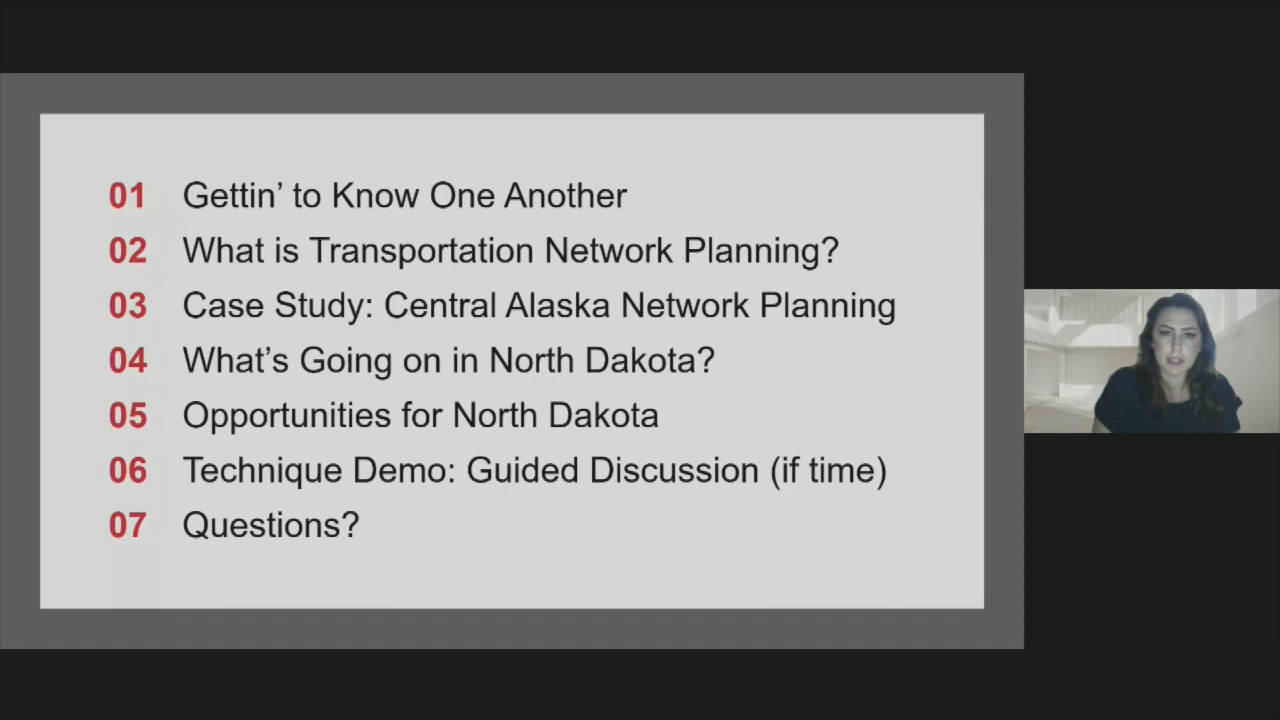 01 Gettin’ to Know One Another
02 What is Transportation Network Planning?
03 Case Study: Central Alaska Network Planning
04 What’s Going on in North Dakota?
05 Opportunities for North Dakota
06 Technique Demo: Guided Discussion (if time)
07 Questions?